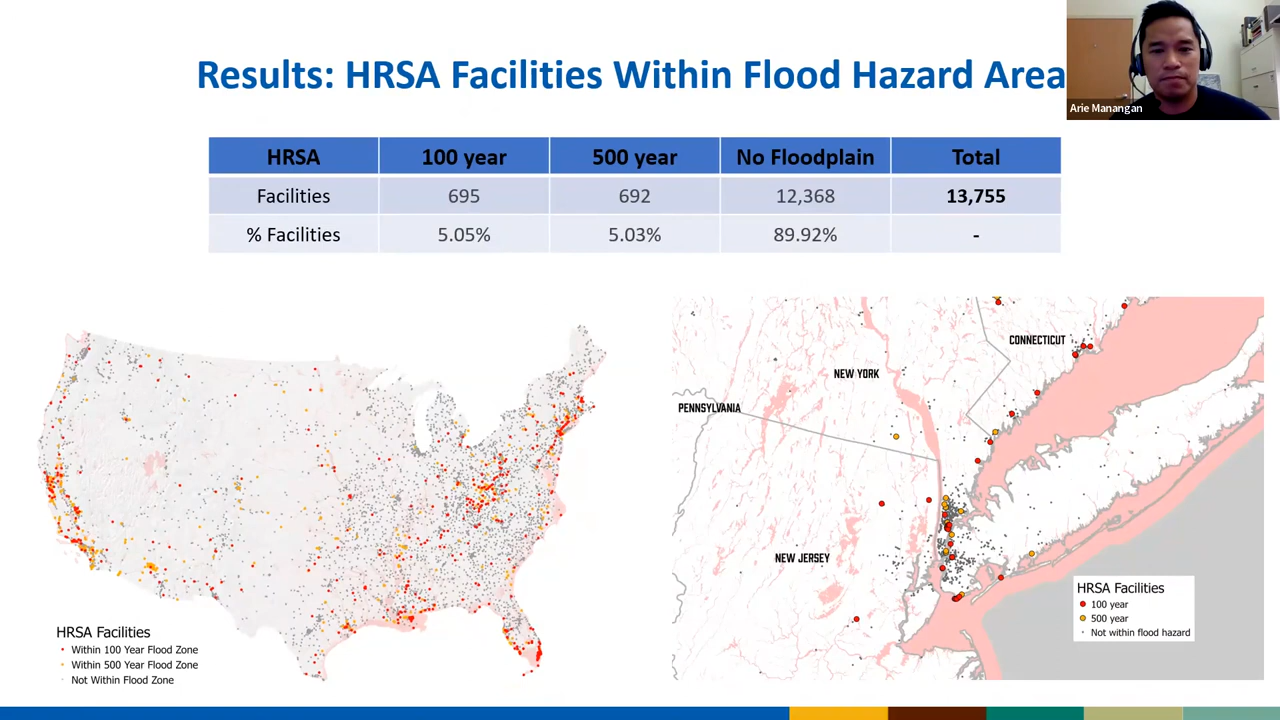 Results: HRSA Facilities Within Flood Hazard Area
Arie Manangan
HRSA 100 year 500 year No Floodplain Total
Facilities 695 692 12,368 13,755
% Facilities 5.05% 5.03% 89.92% -
HRSA Facilities
Within 100 Year Flood Zone
Within 500 Year Flood Zone
Not Within Flood Zone
CONNECTICUT
NEW YORK
PENNSYLVANIA
NEW JERSEY
HRSA Facilities
100 year
500 year
Not within flood hazard